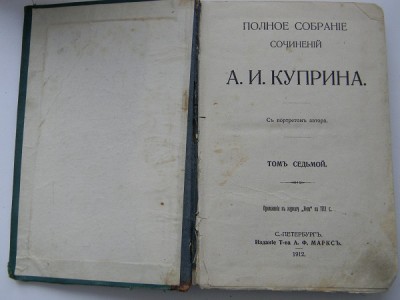 ПОЛНОЕ СОБРАНІЕ
СОЧИНЕНІЙ
А. И. КУПРИНА.
Съ портретомъ автора.
ТОМЪ СЕДЬМОЙ.
Приложеніе къ журналу „Нива" на 1912 г.
С.-ПЕТЕРБУРГЪ.
Изданіе Т-ва А. Ф. МАРКСЪ.
1912.